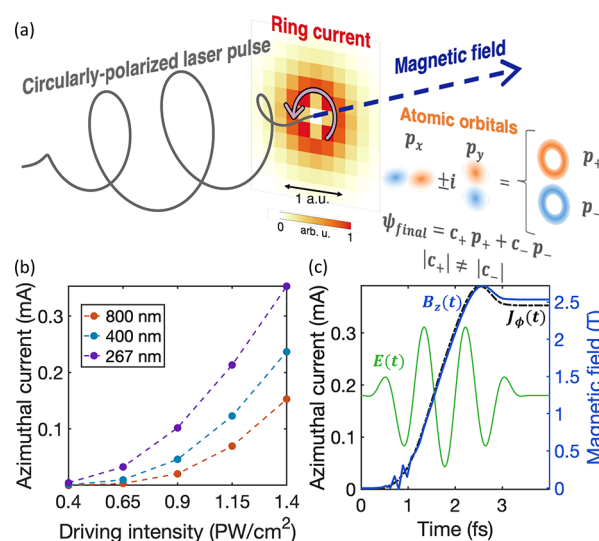 (a)
Ring current
Circularly-polarized laser pulse
Magnetic field
Atomic orbitals
p_x p_y
±i = p_+
p_-
1 a.u.
0 arb. u. 1
ψ_final = c_+ p_+ + c_- p_-
|c_+| ≠ |c_-|
(b)
Azimuthal current (mA)
0.3
0.2
0.1
800 nm
400 nm
267 nm
0.4 0.65 0.9 1.15 1.4
Driving intensity (PW/cm²)
(c)
Azimuthal current (mA)
0.3
0.2
0.1
0
B_z(t)
J_ϕ(t)
E(t)
2.5
2
1.5
1
0.5
0
Magnetic field (T)
0 1 2 3
Time (fs)